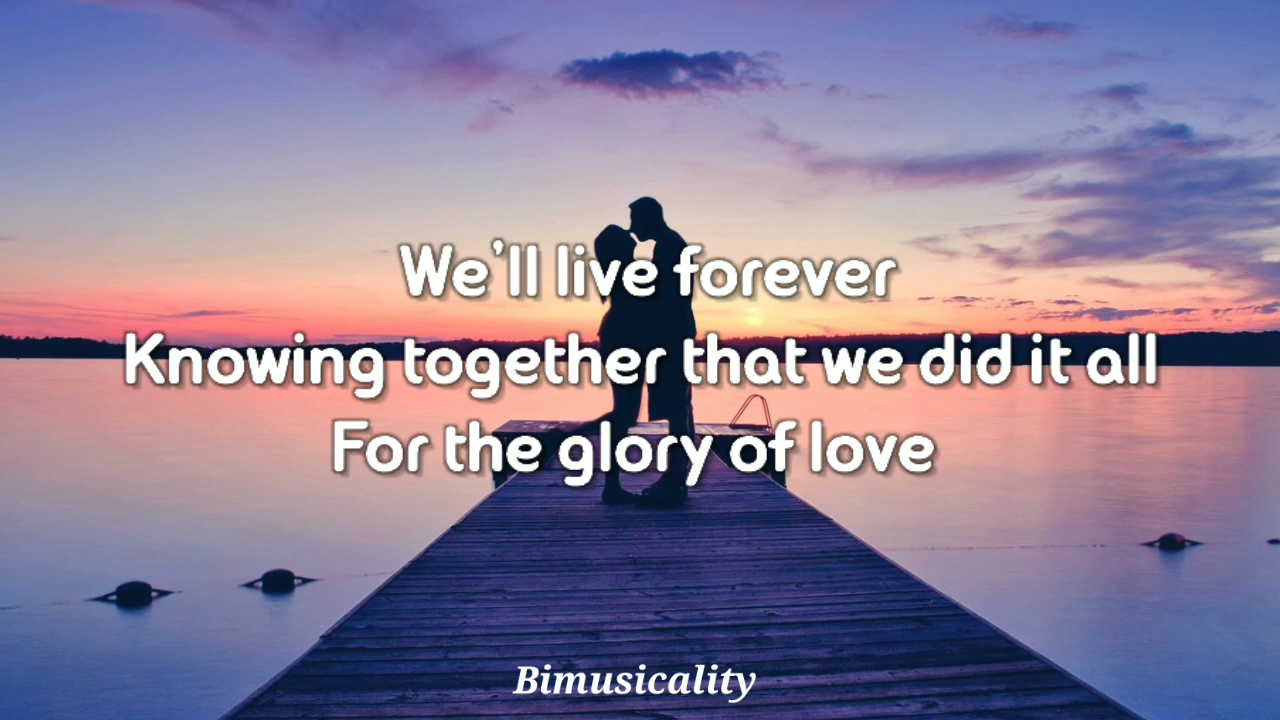 We'll live forever
Knowing together that we did it all
For the glory of love
Bimusicality